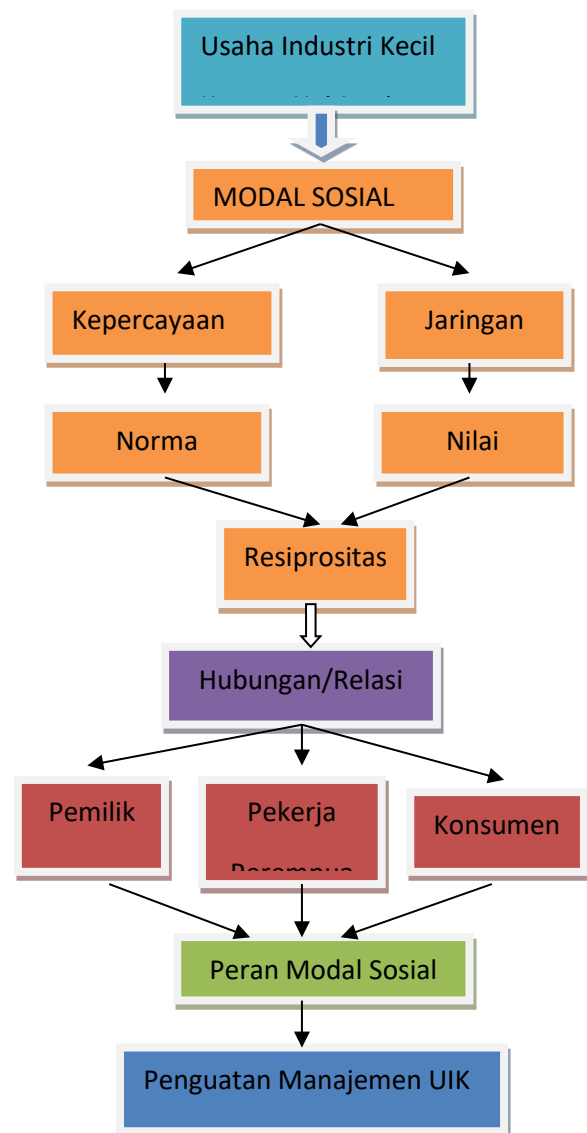 Usaha Industri Kecil
MODAL SOSIAL
Kepercayaan
Jaringan
Norma
Nilai
Resiprositas
Hubungan/Relasi
Pemilik
Pekerja
Konsumen
Peran Modal Sosial
Penguatan Manajemen UIK